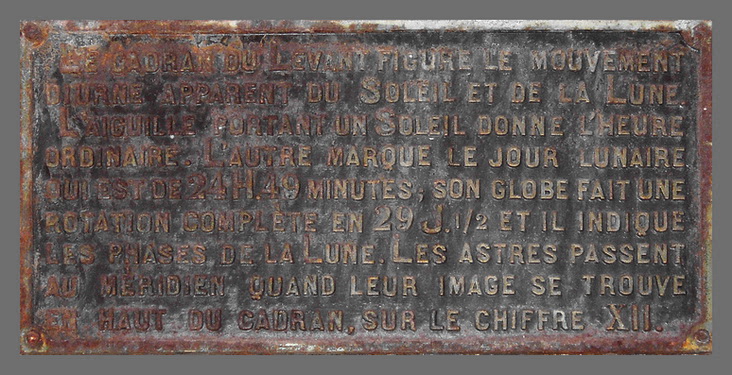 LE CADRAN DU LEVANT FIGURE LE MOUVEMENT
DIURNE APPARENT DU SOLEIL ET DE LA LUNE.
L'AIGUILLE PORTANT UN SOLEIL DONNE L'HEURE
ORDINAIRE. L'AUTRE MARQUE LE JOUR LUNAIRE
QUI EST DE 24H.49 MINUTES, SON GLOBE FAIT UNE
ROTATION COMPLÈTE EN 29 J. 1/2 ET IL INDIQUE
LES PHASES DE LA LUNE. LES ASTRES PASSENT
AU MÉRIDIEN QUAND LEUR IMAGE SE TROUVE
EN HAUT DU CADRAN, SUR LE CHIFFRE XII.